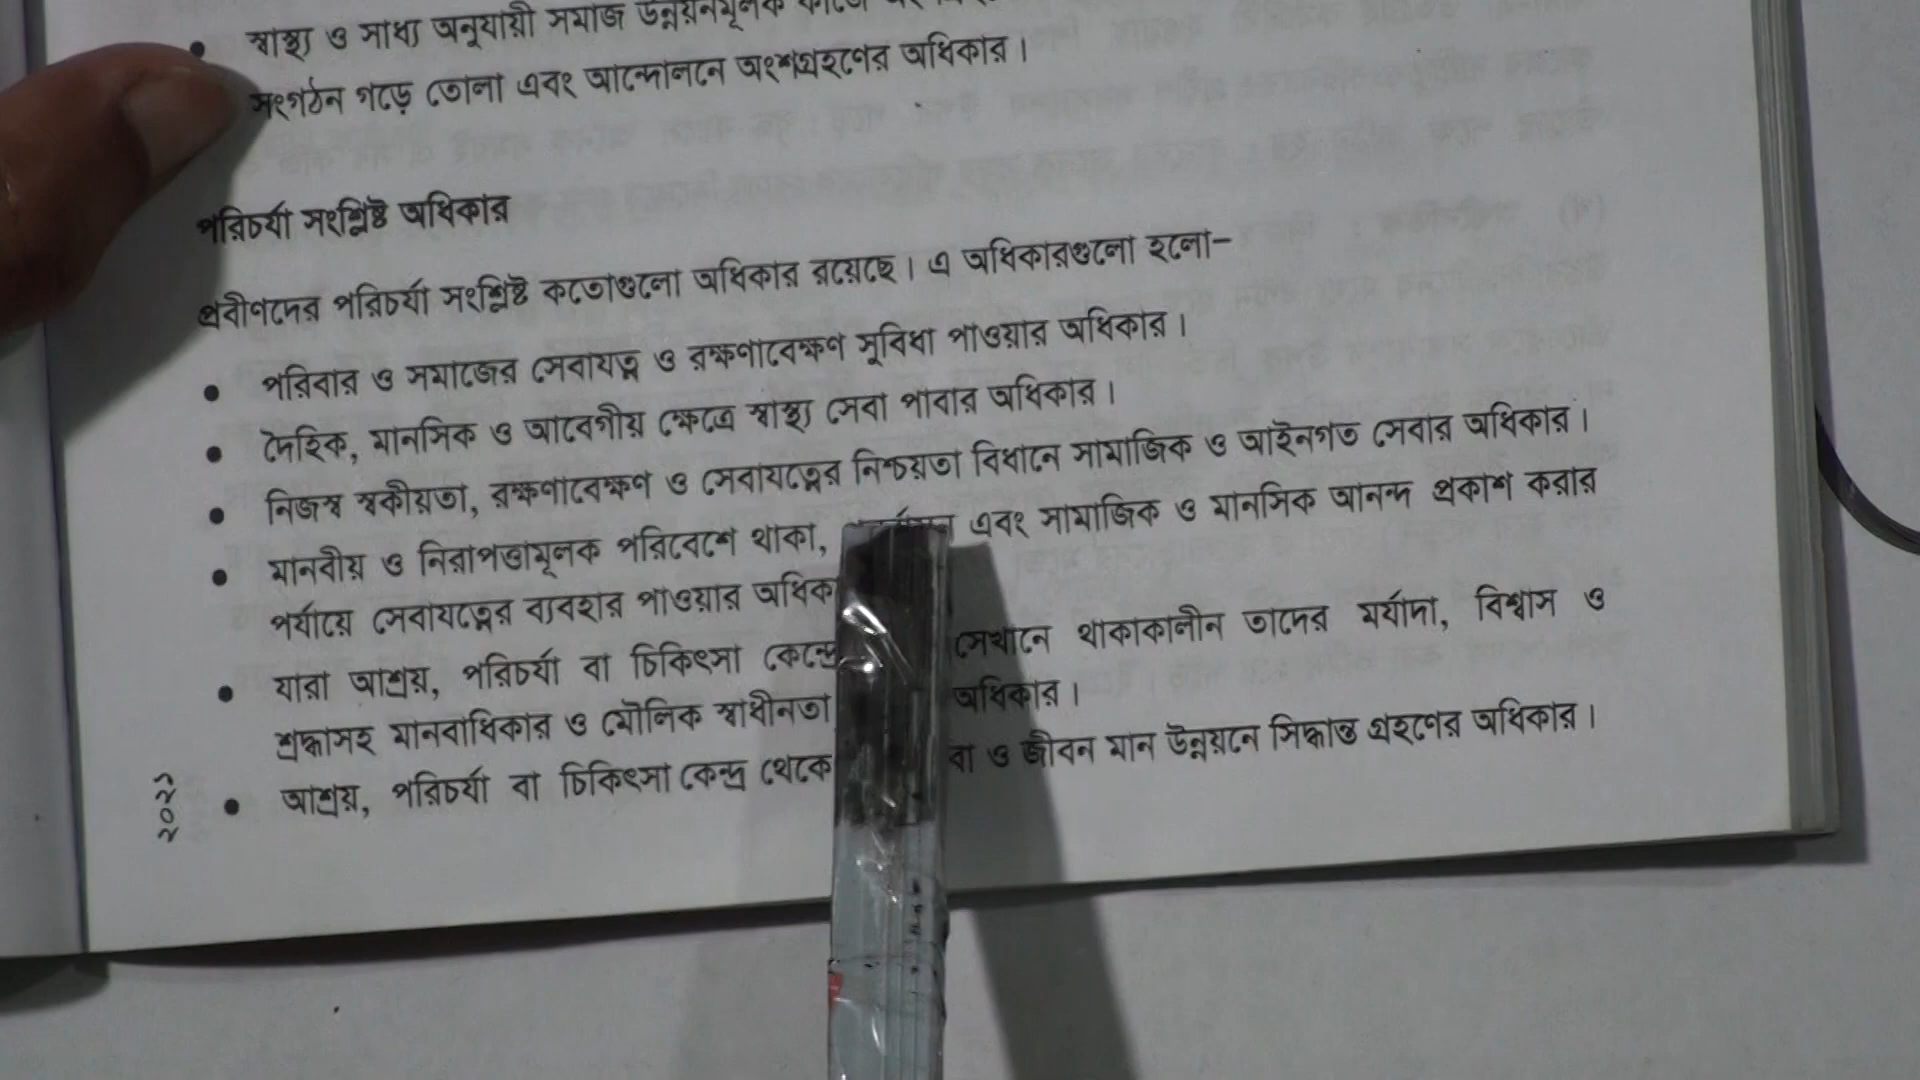 স্বাস্থ্য ও সাধ্য অনুযায়ী সমাজ উন্নয়নমূলক কাজে
সংগঠন গড়ে তোলা এবং আন্দোলনে অংশগ্রহণের অধিকার।
পরিচর্যা সংশ্লিষ্ট অধিকার
প্রবীণদের পরিচর্যা সংশ্লিষ্ট কতোগুলো অধিকার রয়েছে। এ অধিকারগুলো হলো–
• পরিবার ও সমাজের সেবাযত্ন ও রক্ষণাবেক্ষণ সুবিধা পাওয়ার অধিকার।
• দৈহিক, মানসিক ও আবেগীয় ক্ষেত্রে স্বাস্থ্য সেবা পাবার অধিকার।
• নিজস্ব স্বকীয়তা, রক্ষণাবেক্ষণ ও সেবাযত্নের নিশ্চয়তা বিধানে সামাজিক ও আইনগত সেবার অধিকার।
• মানবীয় ও নিরাপত্তামূলক পরিবেশে থাকা, এবং সামাজিক ও মানসিক আনন্দ প্রকাশ করার
পর্যায়ে সেবাযত্নের ব্যবহার পাওয়ার
• যারা আশ্রয়, পরিচর্যা বা চিকিৎসা কেন্দ্রে সেখানে থাকাকালীন তাদের মর্যাদা, বিশ্বাস ও
শ্রদ্ধাসহ মানবাধিকার ও মৌলিক স্বাধীনতা অধিকার।
• আশ্রয়, পরিচর্যা বা চিকিৎসা কেন্দ্র থেকে ও জীবন মান উন্নয়নে সিদ্ধান্ত গ্রহণের অধিকার।
২০২১